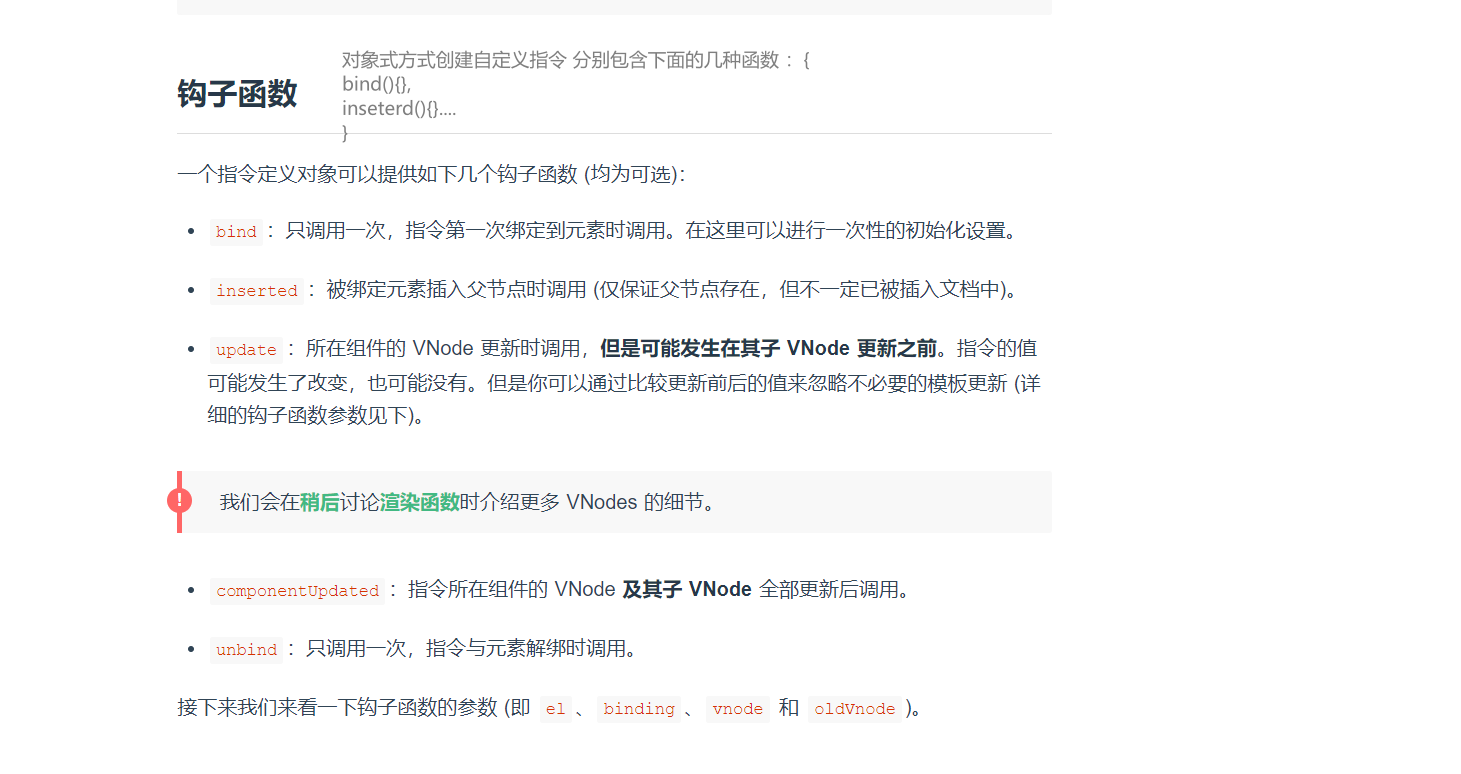 对象式方式创建自定义指令 分别包含下面的几种函数 ：{
bind(){},
inseterd(){}....
}
钩子函数
一个指令定义对象可以提供如下几个钩子函数 (均为可选)：
• bind：只调用一次，指令第一次绑定到元素时调用。在这里可以进行一次性的初始化设置。
• inserted：被绑定元素插入父节点时调用 (仅保证父节点存在，但不一定已被插入文档中)。
• update：所在组件的 VNode 更新时调用，但是可能发生在其子 VNode 更新之前。指令的值
可能发生了改变，也可能没有。但是你可以通过比较更新前后的值来忽略不必要的模板更新 (详
细的钩子函数参数见下)。
! 我们会在稍后讨论渲染函数时介绍更多 VNodes 的细节。
• componentUpdated：指令所在组件的 VNode 及其子 VNode 全部更新后调用。
• unbind：只调用一次，指令与元素解绑时调用。
接下来我们来看一下钩子函数的参数 (即 el、binding、vnode 和 oldVnode)。